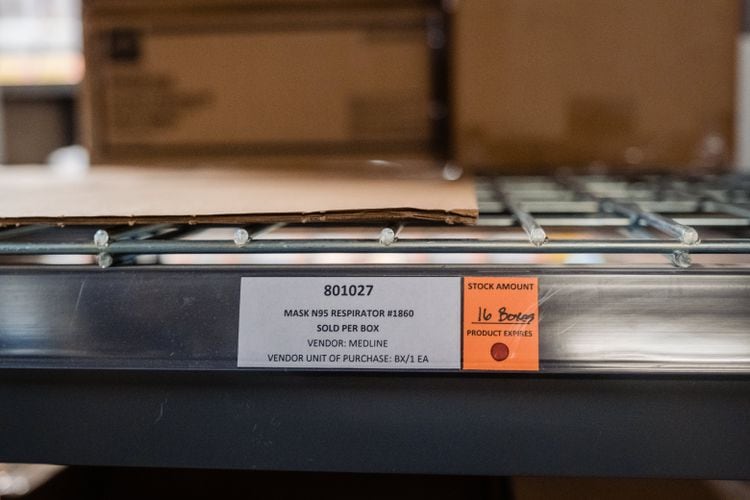 801027
MASK N95 RESPIRATOR #1860
SOLD PER BOX
VENDOR: MEDLINE
VENDOR UNIT OF PURCHASE: BX/1 EA
STOCK AMOUNT
16 Boxes
PRODUCT EXPIRES